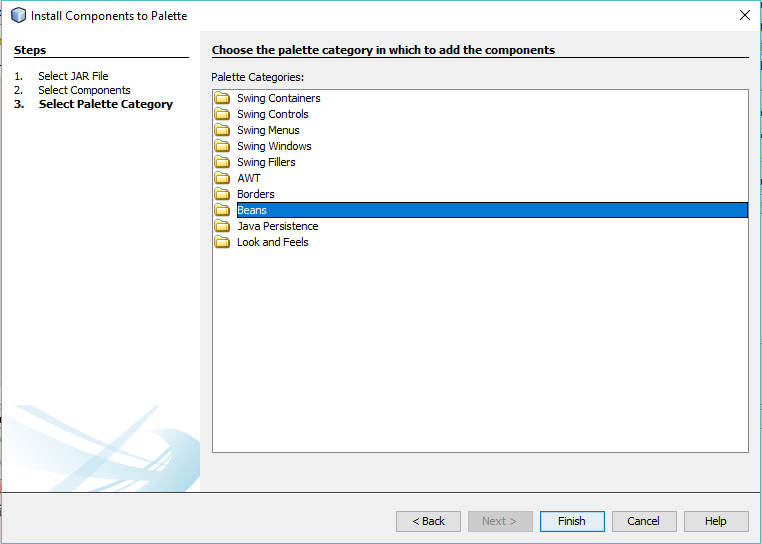 Install Components to Palette
Steps
1. Select JAR File
2. Select Components
3. Select Palette Category
Choose the palette category in which to add the components
Palette Categories:
Swing Containers
Swing Controls
Swing Menus
Swing Windows
Swing Fillers
AWT
Borders
Beans
Java Persistence
Look and Feels
< Back
Next >
Finish
Cancel
Help